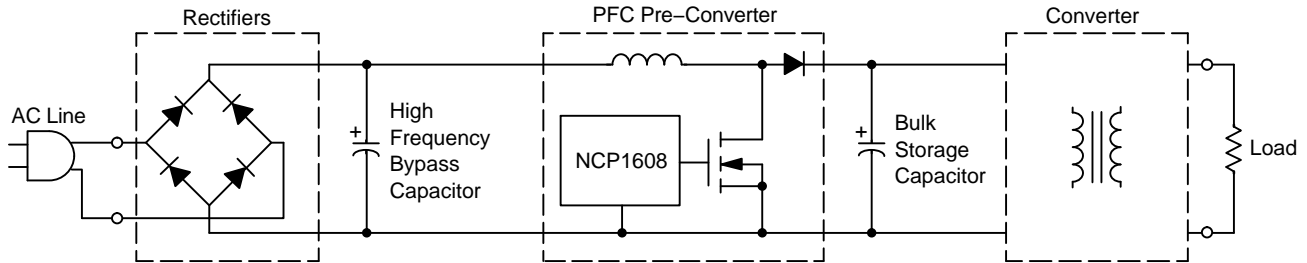 Rectifiers
PFC Pre−Converter
Converter
AC Line
+
High
Frequency
Bypass
Capacitor
NCP1608
+
Bulk
Storage
Capacitor
Load